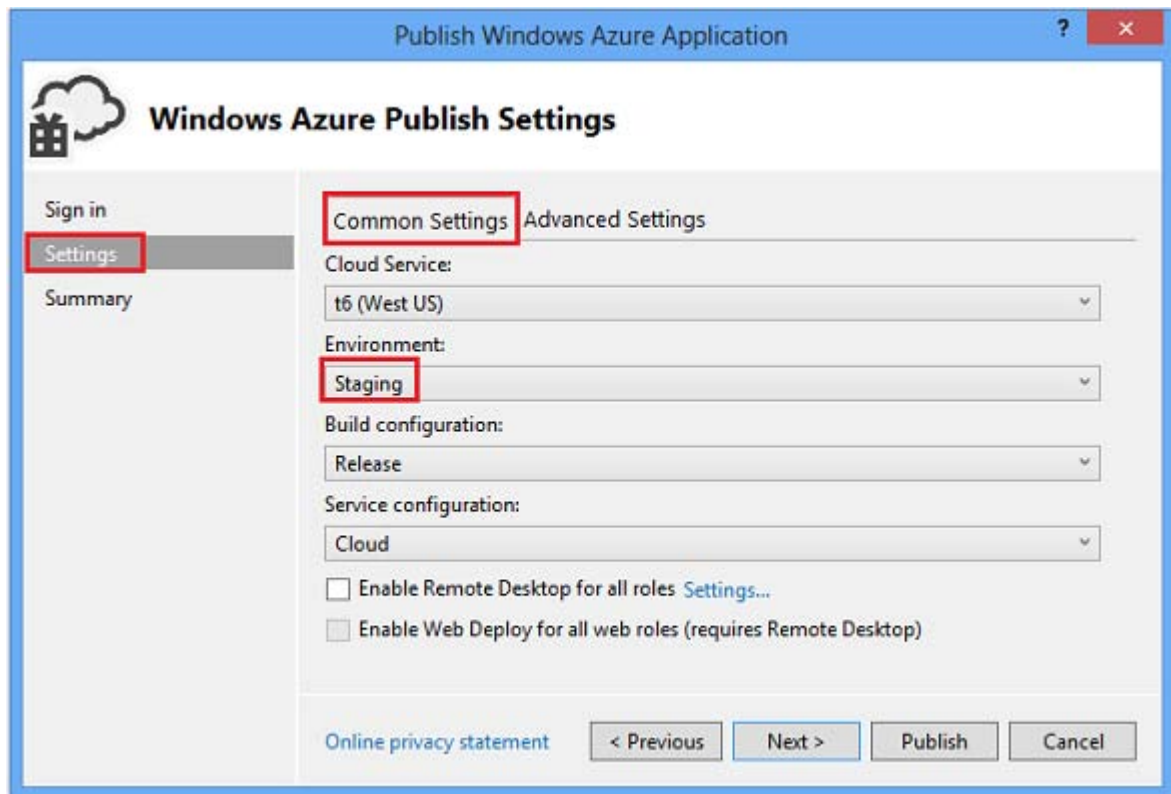 Publish Windows Azure Application
?
Windows Azure Publish Settings
Sign in
Settings
Summary
Common Settings Advanced Settings
Cloud Service:
t6 (West US)
Environment:
Staging
Build configuration:
Release
Service configuration:
Cloud
Enable Remote Desktop for all roles Settings...
Enable Web Deploy for all web roles (requires Remote Desktop)
Online privacy statement < Previous Next > Publish Cancel